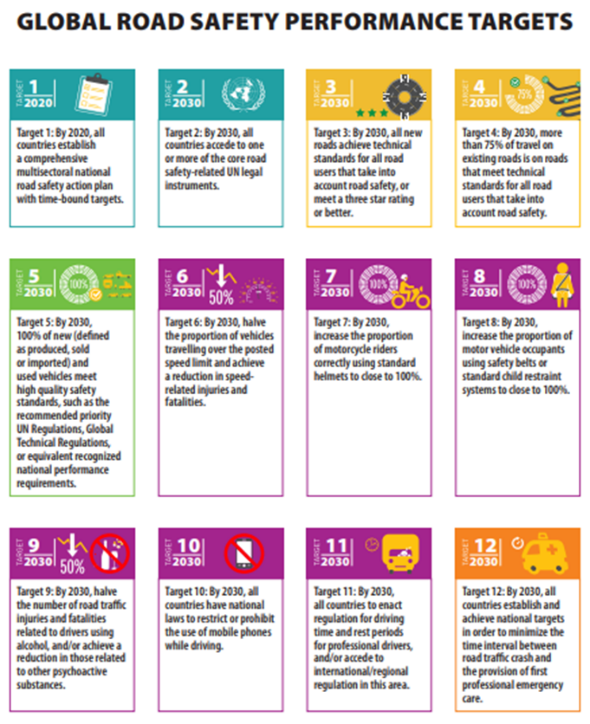 GLOBAL ROAD SAFETY PERFORMANCE TARGETS
TARGET
1
2020
Target 1: By 2020, all
countries establish
a comprehensive
multisectoral national
road safety action plan
with time-bound targets.
TARGET
2
2030
Target 2: By 2030, all
countries accede to one
or more of the core road
safety-related UN legal
instruments.
TARGET
3
2030
Target 3: By 2030, all new
roads achieve technical
standards for all road
users that take into
account road safety, or
meet a three star rating
or better.
TARGET
4
2030
75%
Target 4: By 2030, more
than 75% of travel on
existing roads is on roads
that meet technical
standards for all road
users that take into
account road safety.
TARGET
5
2030
100%
Target 5: By 2030,
100% of new (defined
as produced, sold
or imported) and
used vehicles meet
high quality safety
standards, such as the
recommended priority
UN Regulations, Global
Technical Regulations,
or equivalent recognized
national performance
requirements.
TARGET
6
2030
50%
Target 6: By 2030, halve
the proportion of vehicles
travelling over the posted
speed limit and achieve
a reduction in speed-
related injuries and
fatalities.
TARGET
7
2030
100%
Target 7: By 2030,
increase the proportion
of motorcycle riders
correctly using standard
helmets to close to 100%.
TARGET
8
2030
100%
Target 8: By 2030,
increase the proportion of
motor vehicle occupants
using safety belts or
standard child restraint
systems to close to 100%.
TARGET
9
2030
50%
Target 9: By 2030, halve
the number of road traffic
injuries and fatalities
related to drivers using
alcohol, and/or achieve a
reduction in those related
to other psychoactive
substances.
TARGET
10
2030
Target 10: By 2030, all
countries have national
laws to restrict or prohibit
the use of mobile phones
while driving.
TARGET
11
2030
Target 11: By 2030,
all countries to enact
regulation for driving
time and rest periods
for professional drivers,
and/or accede to
international/regional
regulation in this area.
TARGET
12
2030
Target 12: By 2030, all
countries establish and
achieve national targets
in order to minimize the
time interval between
road traffic crash and
the provision of first
professional emergency
care.